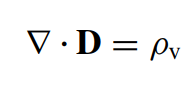 ∇ · 𝐃 = ρᵥ